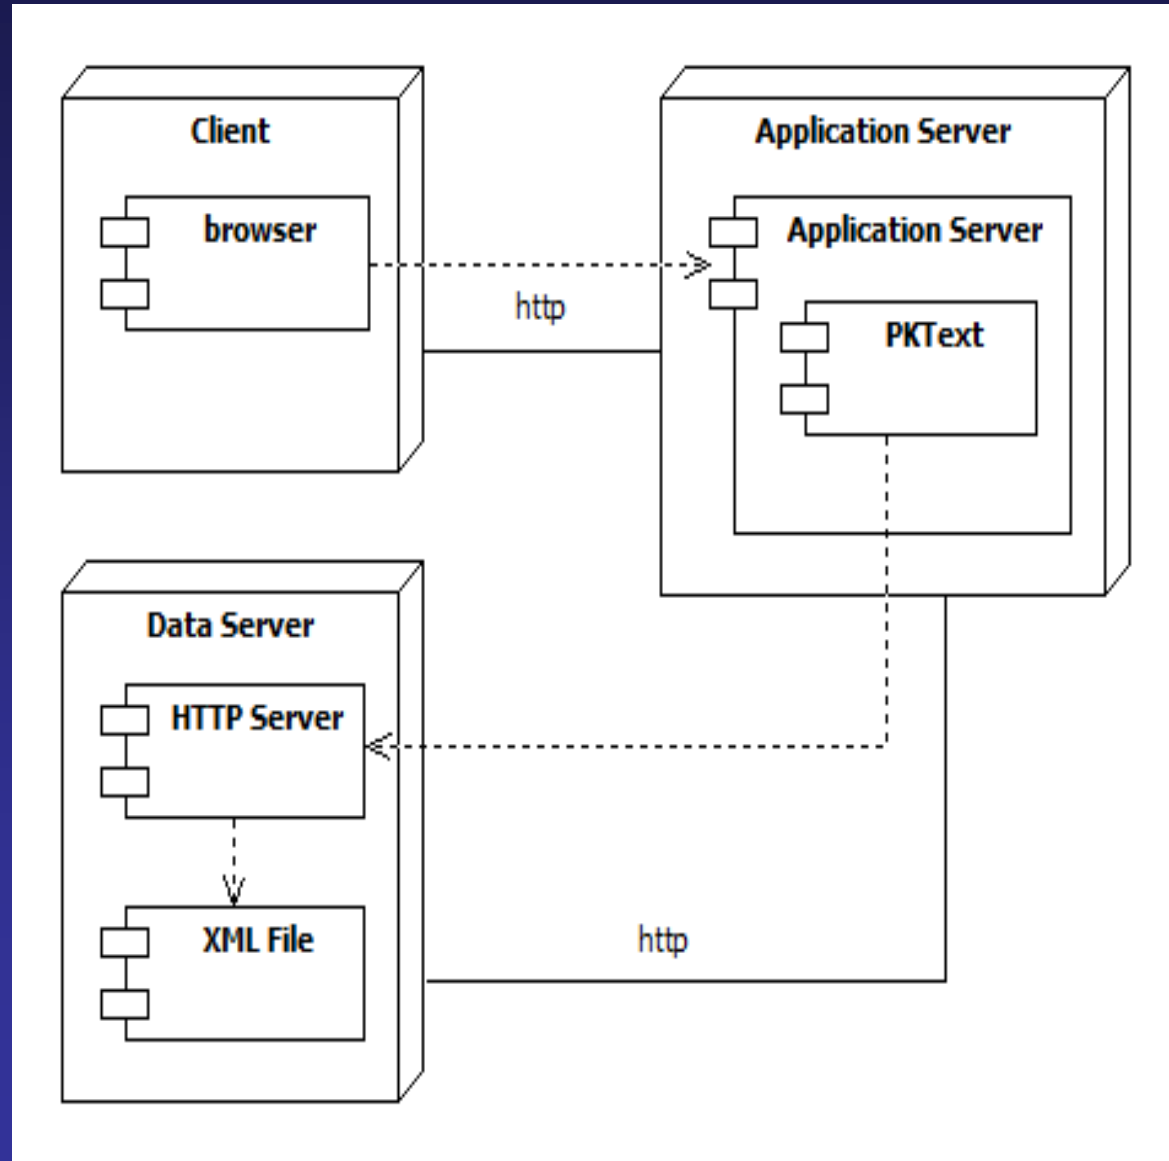 Client
browser
http
Application Server
Application Server
PKText
Data Server
HTTP Server
XML File
http